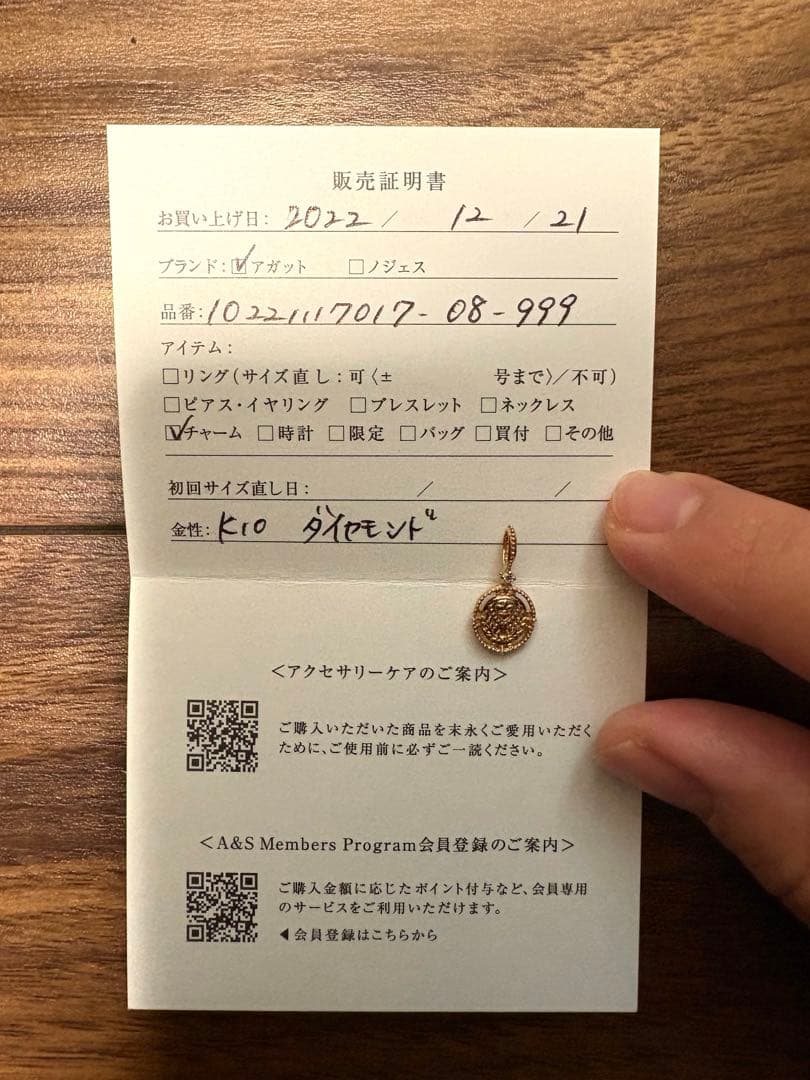 販売証明書
お買い上げ日: 2022 / 12 / 21
ブランド: ☑アガット □ノジェス
品番: 10221117017-08-999
アイテム:
□リング(サイズ直し:可〈± 号まで〉/不可)
□ピアス・イヤリング □ブレスレット □ネックレス
☑チャーム □時計 □限定 □バッグ □買付 □その他
初回サイズ直し日: / /
金性: K10 ダイヤモンド
<アクセサリーケアのご案内>
ご購入いただいた商品を末永くご愛用いただく
ために、ご使用前に必ずご一読ください。
<A&S Members Program会員登録のご案内>
ご購入金額に応じたポイント付与など、会員専用
のサービスをご利用いただけます。
◀会員登録はこちらから